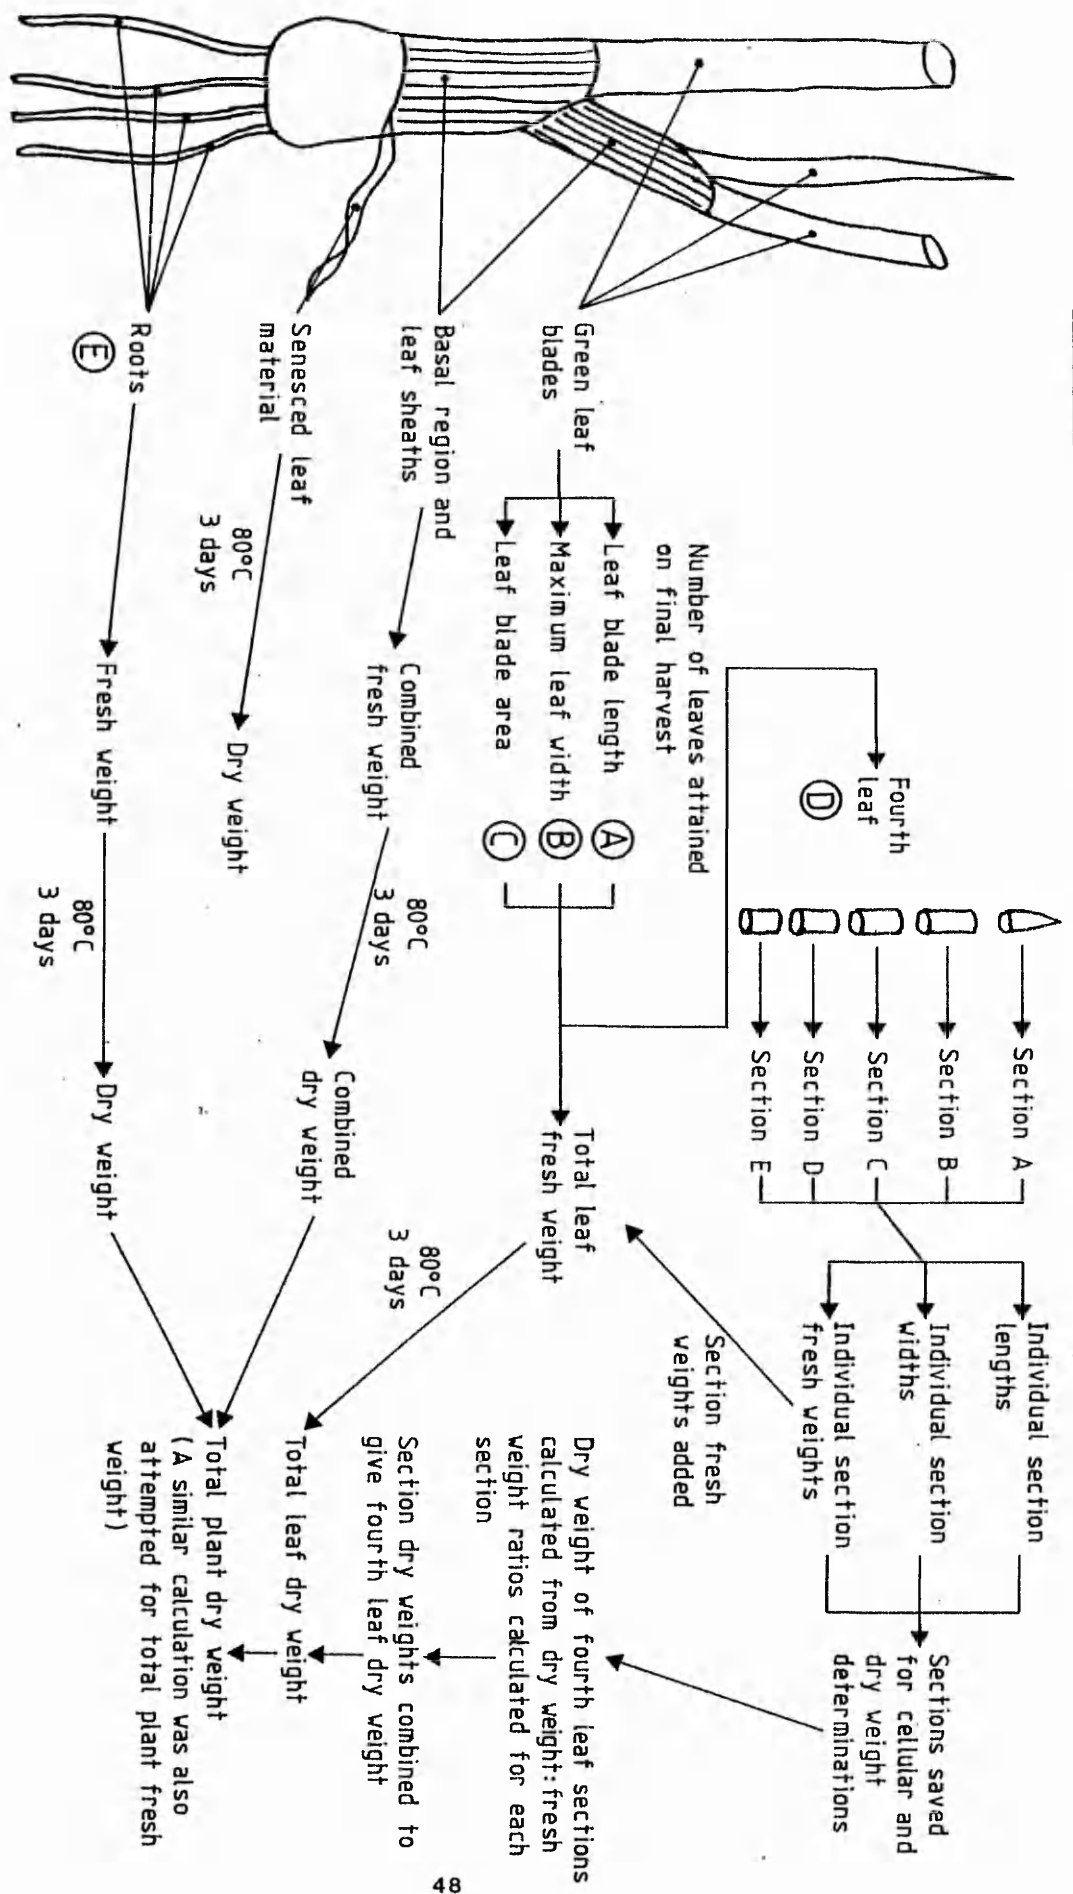 Green leaf
blades
Basal region and
leaf sheaths
Senesced leaf
material
Roots
E
Number of leaves attained
on final harvest
Leaf blade length
A
Maximum leaf width
B
Leaf blade area
C
Fourth
leaf
D
Section A
Section B
Section C
Section D
Section E
Individual section
lengths
Individual section
widths
Individual section
fresh weights
Sections saved
for cellular and
dry weight
determinations
Section fresh
weights added
Total leaf
fresh weight
80°C
3 days
Combined
fresh weight
80°C
3 days
Combined
dry weight
80°C
3 days
Dry weight
Fresh weight
80°C
3 days
Dry weight
Dry weight of fourth leaf sections
calculated from dry weight:fresh
weight ratios calculated for each
section
Section dry weights combined to
give fourth leaf dry weight
Total leaf dry weight
Total plant dry weight
(A similar calculation was also
attempted for total plant fresh
weight)
48